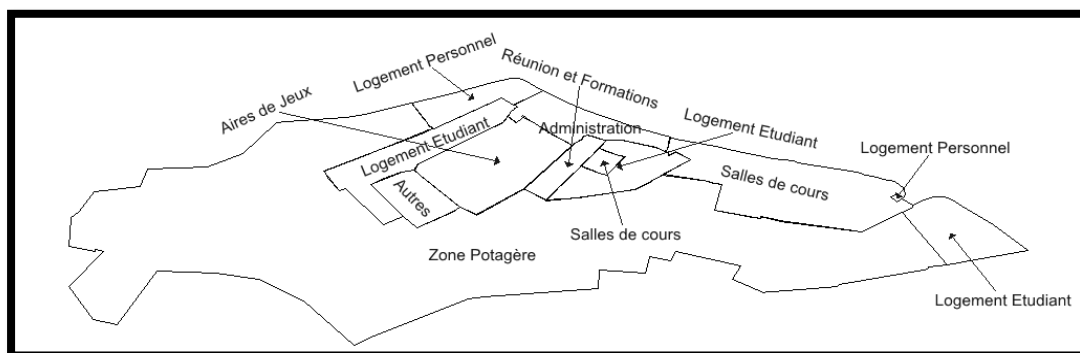 Logement Personnel
Réunion et Formations
Aires de Jeux
Logement Etudiant
Administration
Logement Etudiant
Logement Personnel
Autres
Salles de cours
Salles de cours
Zone Potagère
Logement Etudiant